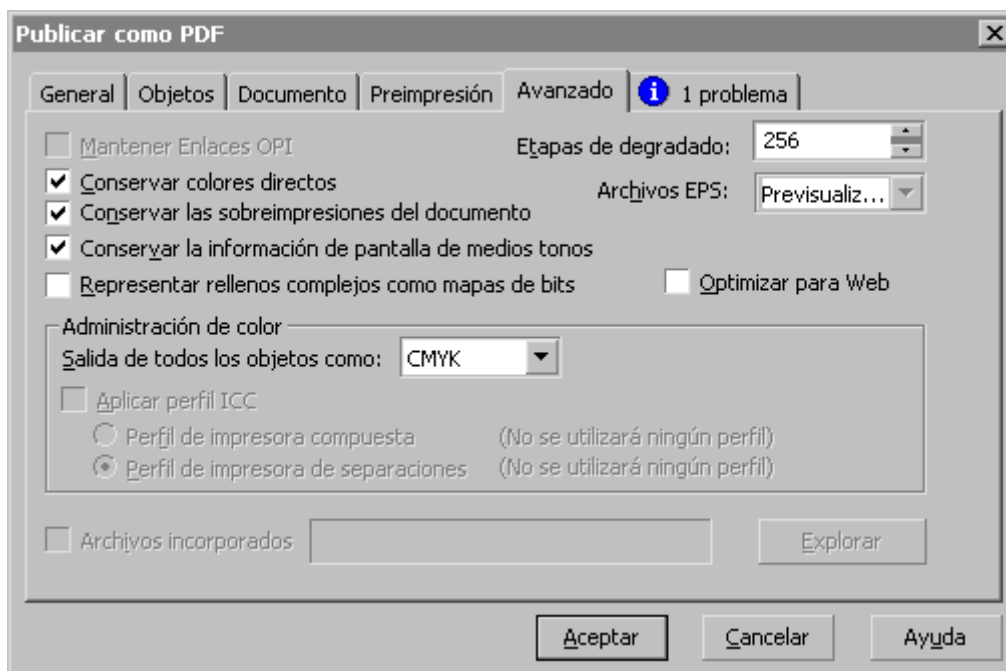 Publicar como PDF
General Objetos Documento Preimpresión Avanzado 1 problema
Mantener Enlaces OPI
Etapas de degradado: 256
Conservar colores directos
Archivos EPS: Previsualiz...
Conservar las sobreimpresiones del documento
Conservar la información de pantalla de medios tonos
Representar rellenos complejos como mapas de bits
Optimizar para Web
Administración de color
Salida de todos los objetos como: CMYK
Aplicar perfil ICC
Perfil de impresora compuesta (No se utilizará ningún perfil)
Perfil de impresora de separaciones (No se utilizará ningún perfil)
Archivos incorporados Explorar
Aceptar Cancelar Ayuda